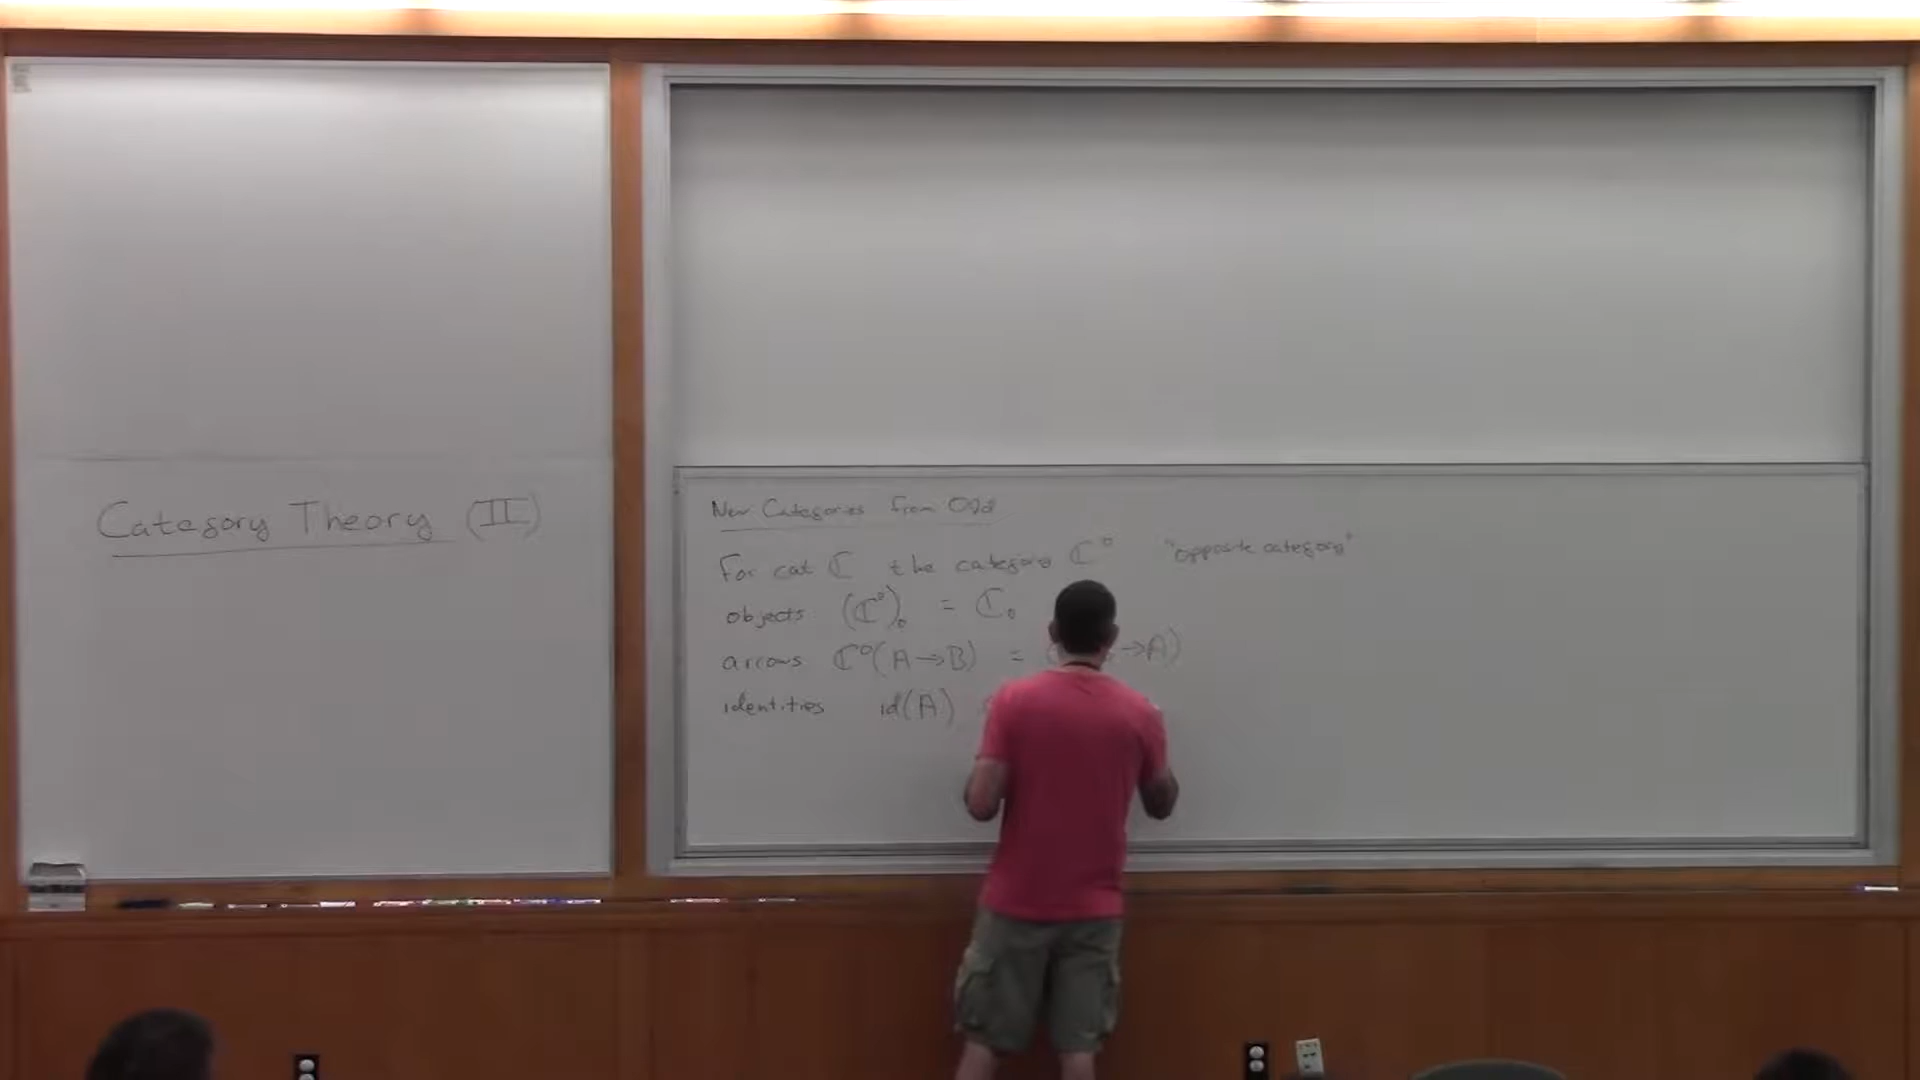 Category Theory (II)
New Categories from Old
For cat ℂ the category ℂ° "opposite category"
objects (ℂ°)₀ = ℂ₀
arrows ℂ°(A→B) = →A)
identities id(A)